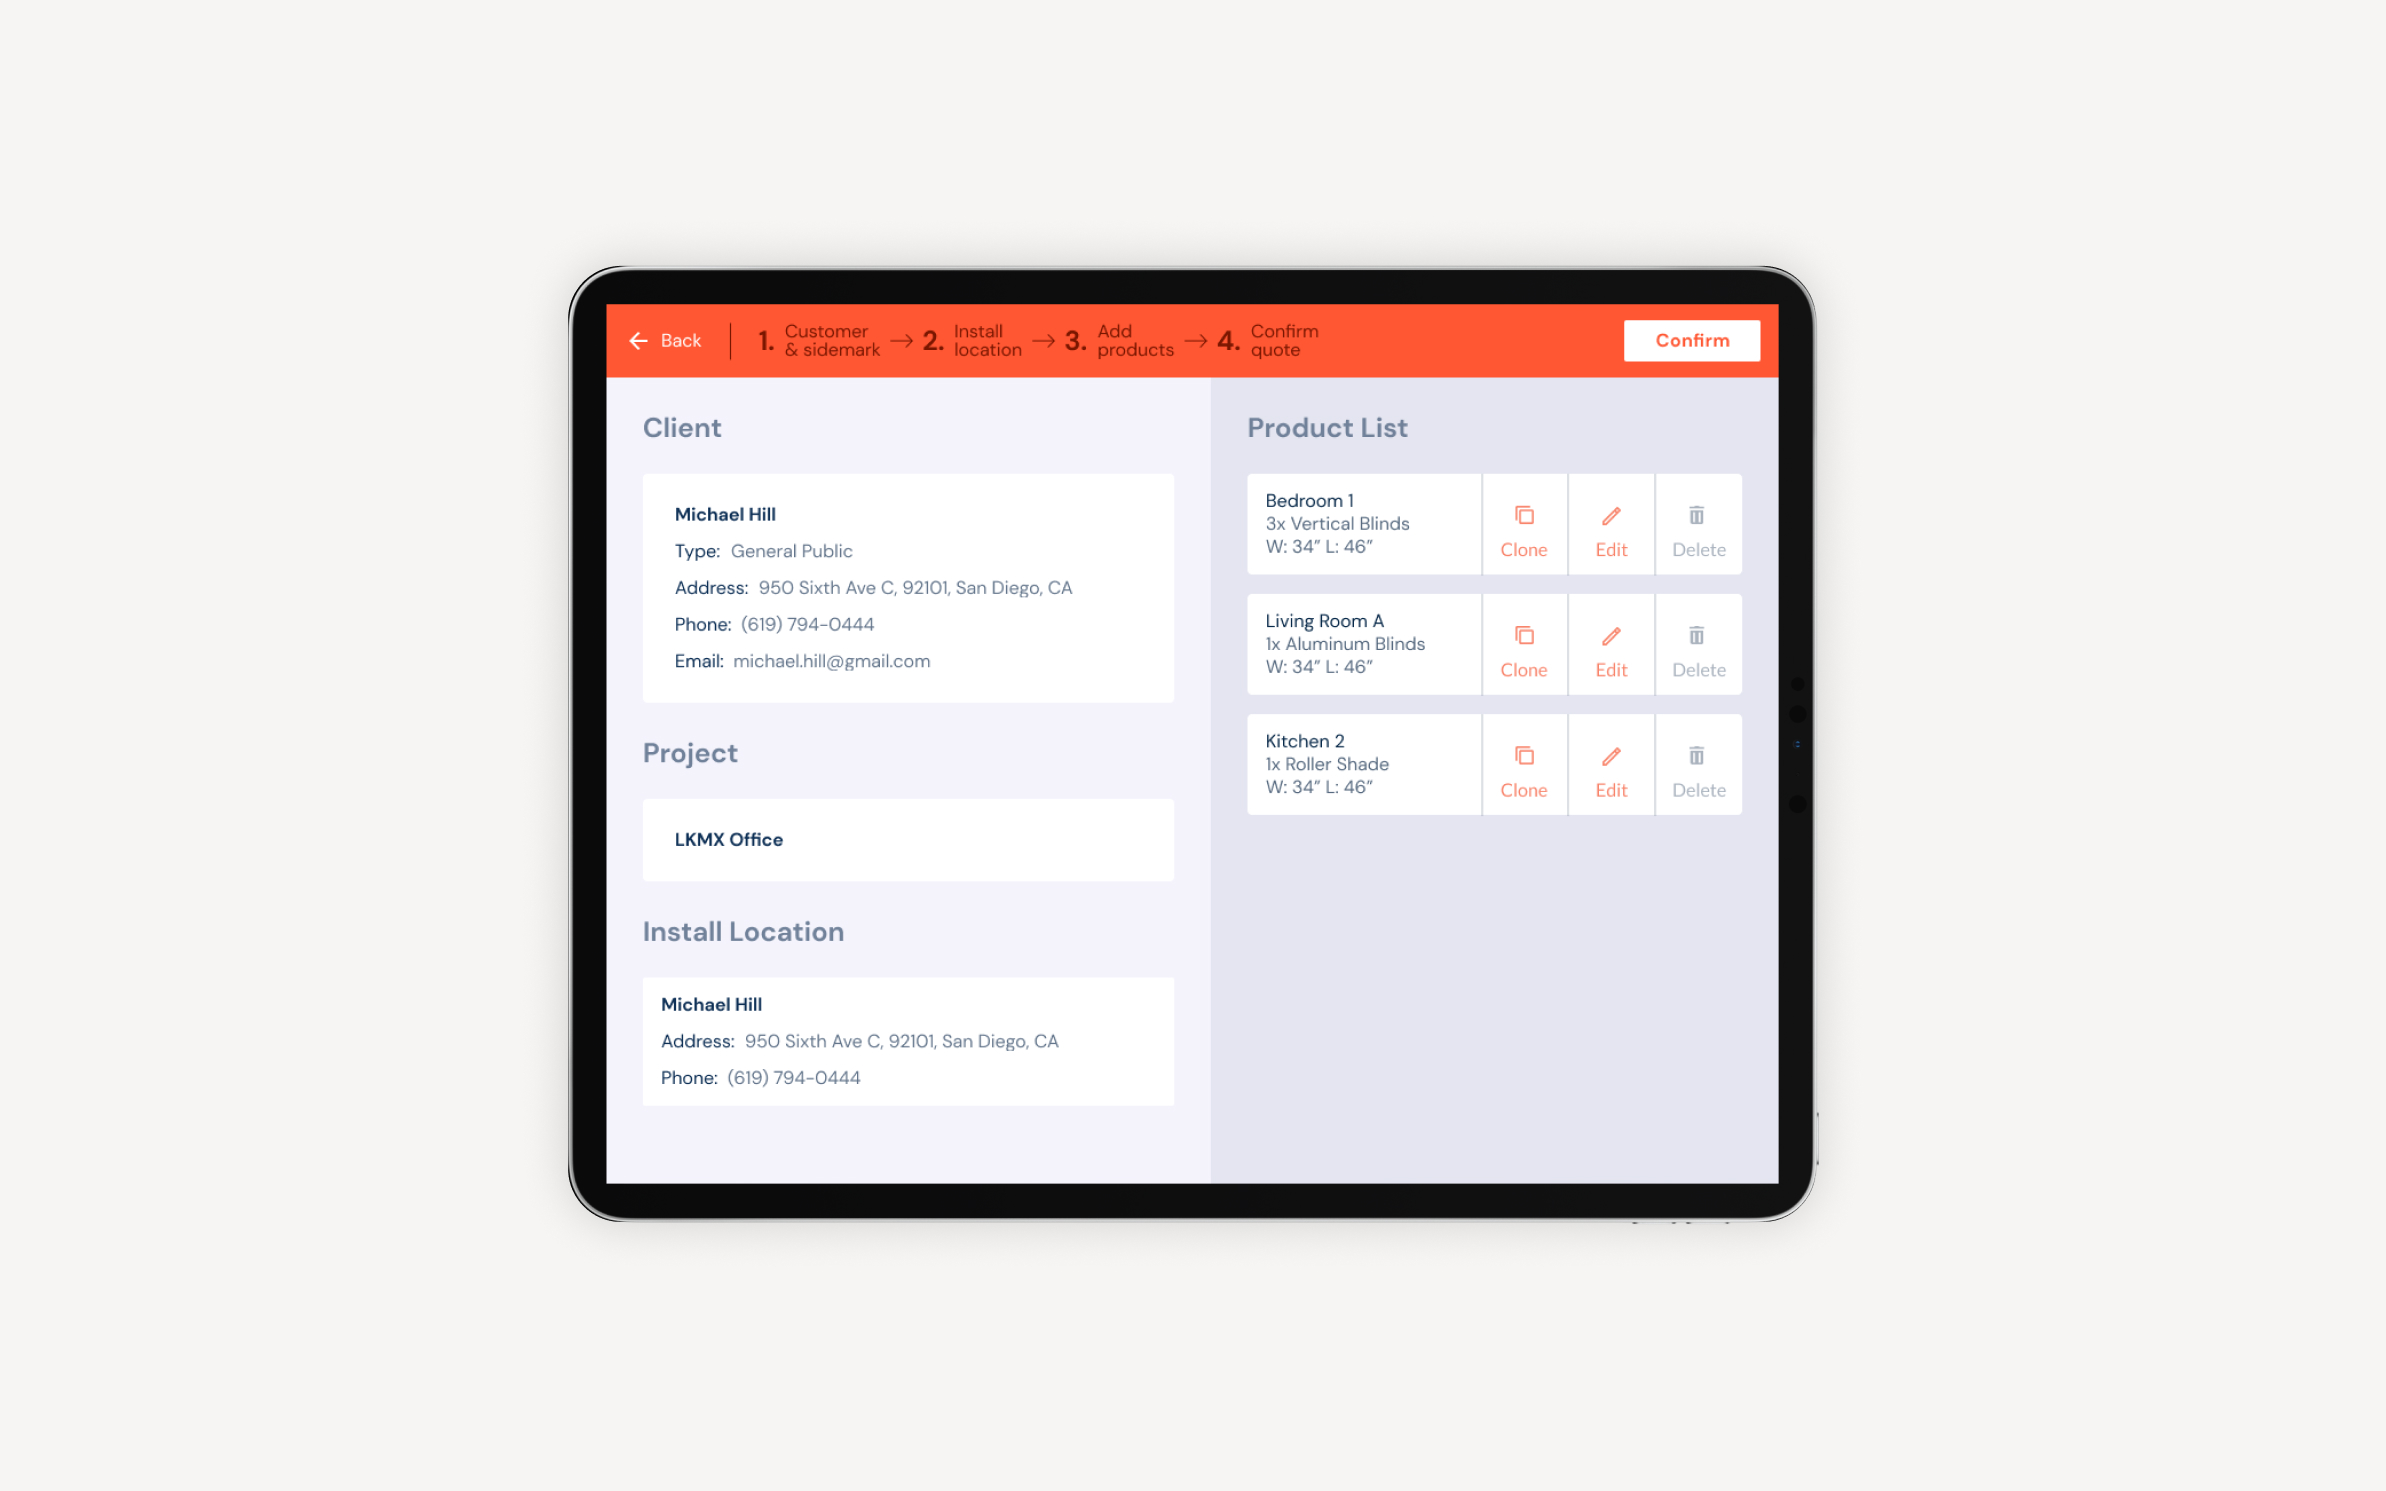 Back
1. Customer & sidemark
2. Install location
3. Add products
4. Confirm quote
Confirm
Client
Michael Hill
Type: General Public
Address: 950 Sixth Ave C, 92101, San Diego, CA
Phone: (619) 794-0444
Email: michael.hill@gmail.com
Project
LKMX Office
Install Location
Michael Hill
Address: 950 Sixth Ave C, 92101, San Diego, CA
Phone: (619) 794-0444
Product List
Bedroom 1
3x Vertical Blinds
W: 34” L: 46”
Clone
Edit
Delete
Living Room A
1x Aluminum Blinds
W: 34” L: 46”
Clone
Edit
Delete
Kitchen 2
1x Roller Shade
W: 34” L: 46”
Clone
Edit
Delete